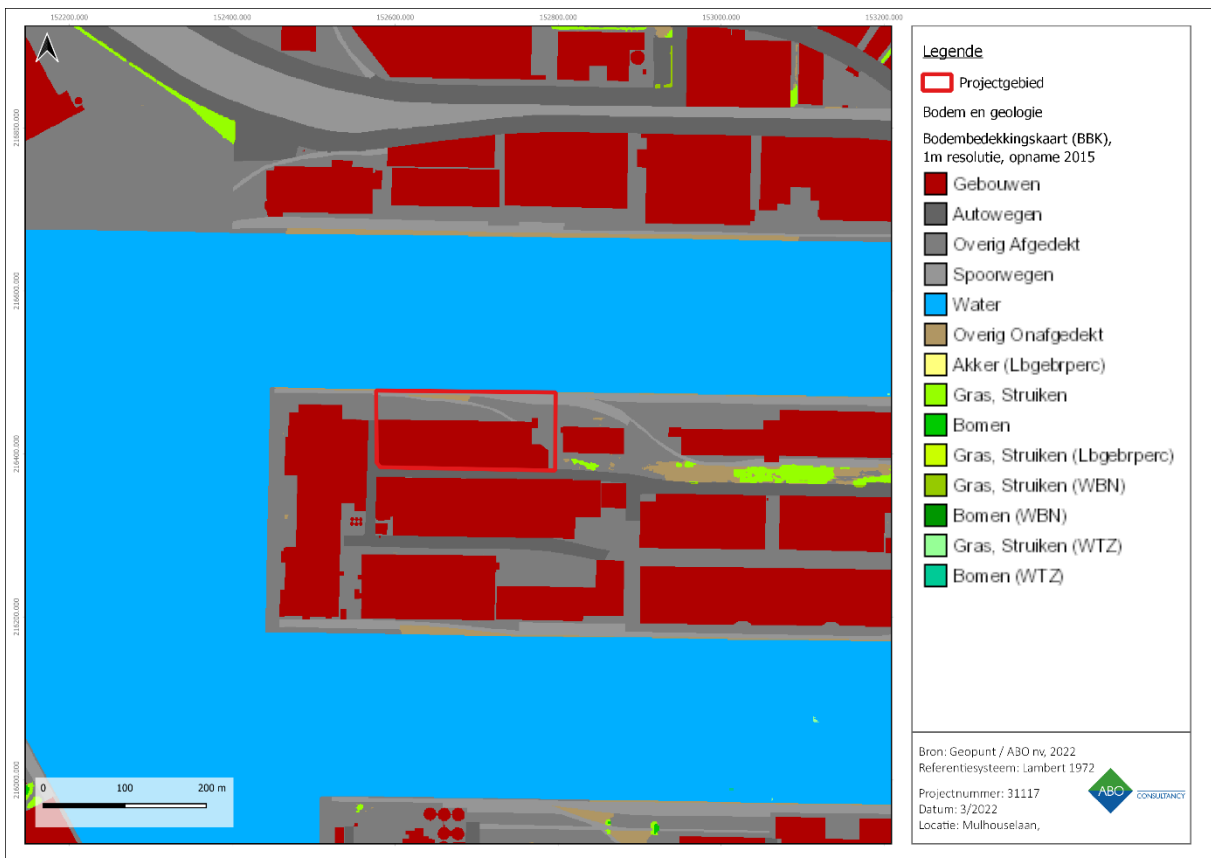 152200.000 152400.000 152600.000 152800.000 153000.000 153200.000
216800.000
216600.000
216400.000
216200.000
216000.000
0 100 200 m
Legende
Projectgebied
Bodem en geologie
Bodembedekkingskaart (BBK),
1m resolutie, opname 2015
Gebouwen
Autowegen
Overig Afgedekt
Spoorwegen
Water
Overig Onafgedekt
Akker (Lbgebrperc)
Gras, Struiken
Bomen
Gras, Struiken (Lbgebrperc)
Gras, Struiken (WBN)
Bomen (WBN)
Gras, Struiken (WTZ)
Bomen (WTZ)
Bron: Geopunt / ABO nv, 2022
Referentiesysteem: Lambert 1972
Projectnummer: 31117
Datum: 3/2022
Locatie: Mulhouselaan,
ABO CONSULTANCY